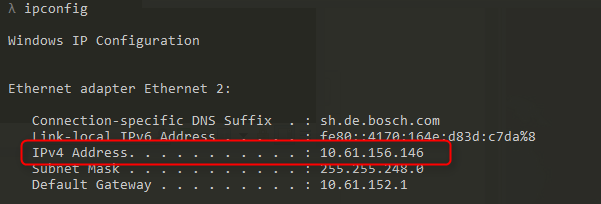 λ ipconfig
Windows IP Configuration
Ethernet adapter Ethernet 2:
Connection-specific DNS Suffix  . : sh.de.bosch.com
Link-local IPv6 Address . . . . . : fe80::4170:164e:d83d:c7da%8
IPv4 Address. . . . . . . . . . . : 10.61.156.146
Subnet Mask . . . . . . . . . . . : 255.255.248.0
Default Gateway . . . . . . . . . : 10.61.152.1